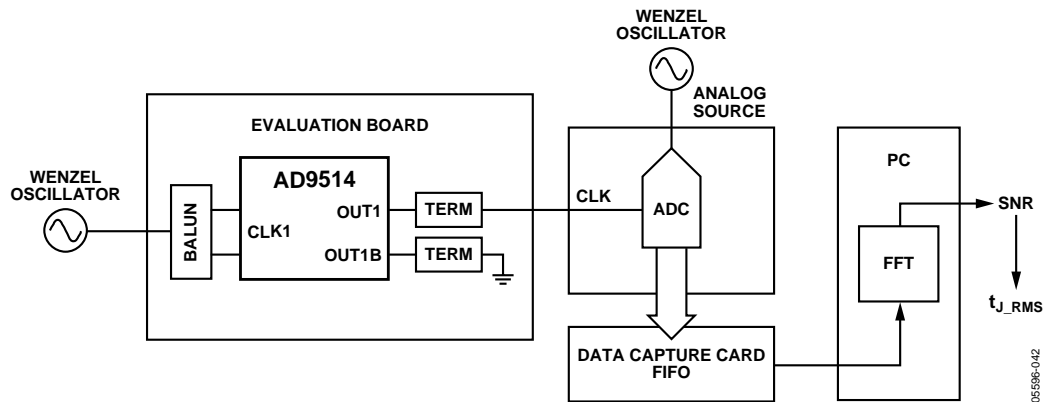 WENZEL
OSCILLATOR
ANALOG
SOURCE
EVALUATION BOARD
PC
WENZEL
OSCILLATOR
BALUN
AD9514
CLK1
OUT1
OUT1B
TERM
TERM
CLK
ADC
FFT
SNR
tJ_RMS
DATA CAPTURE CARD
FIFO
05596-042